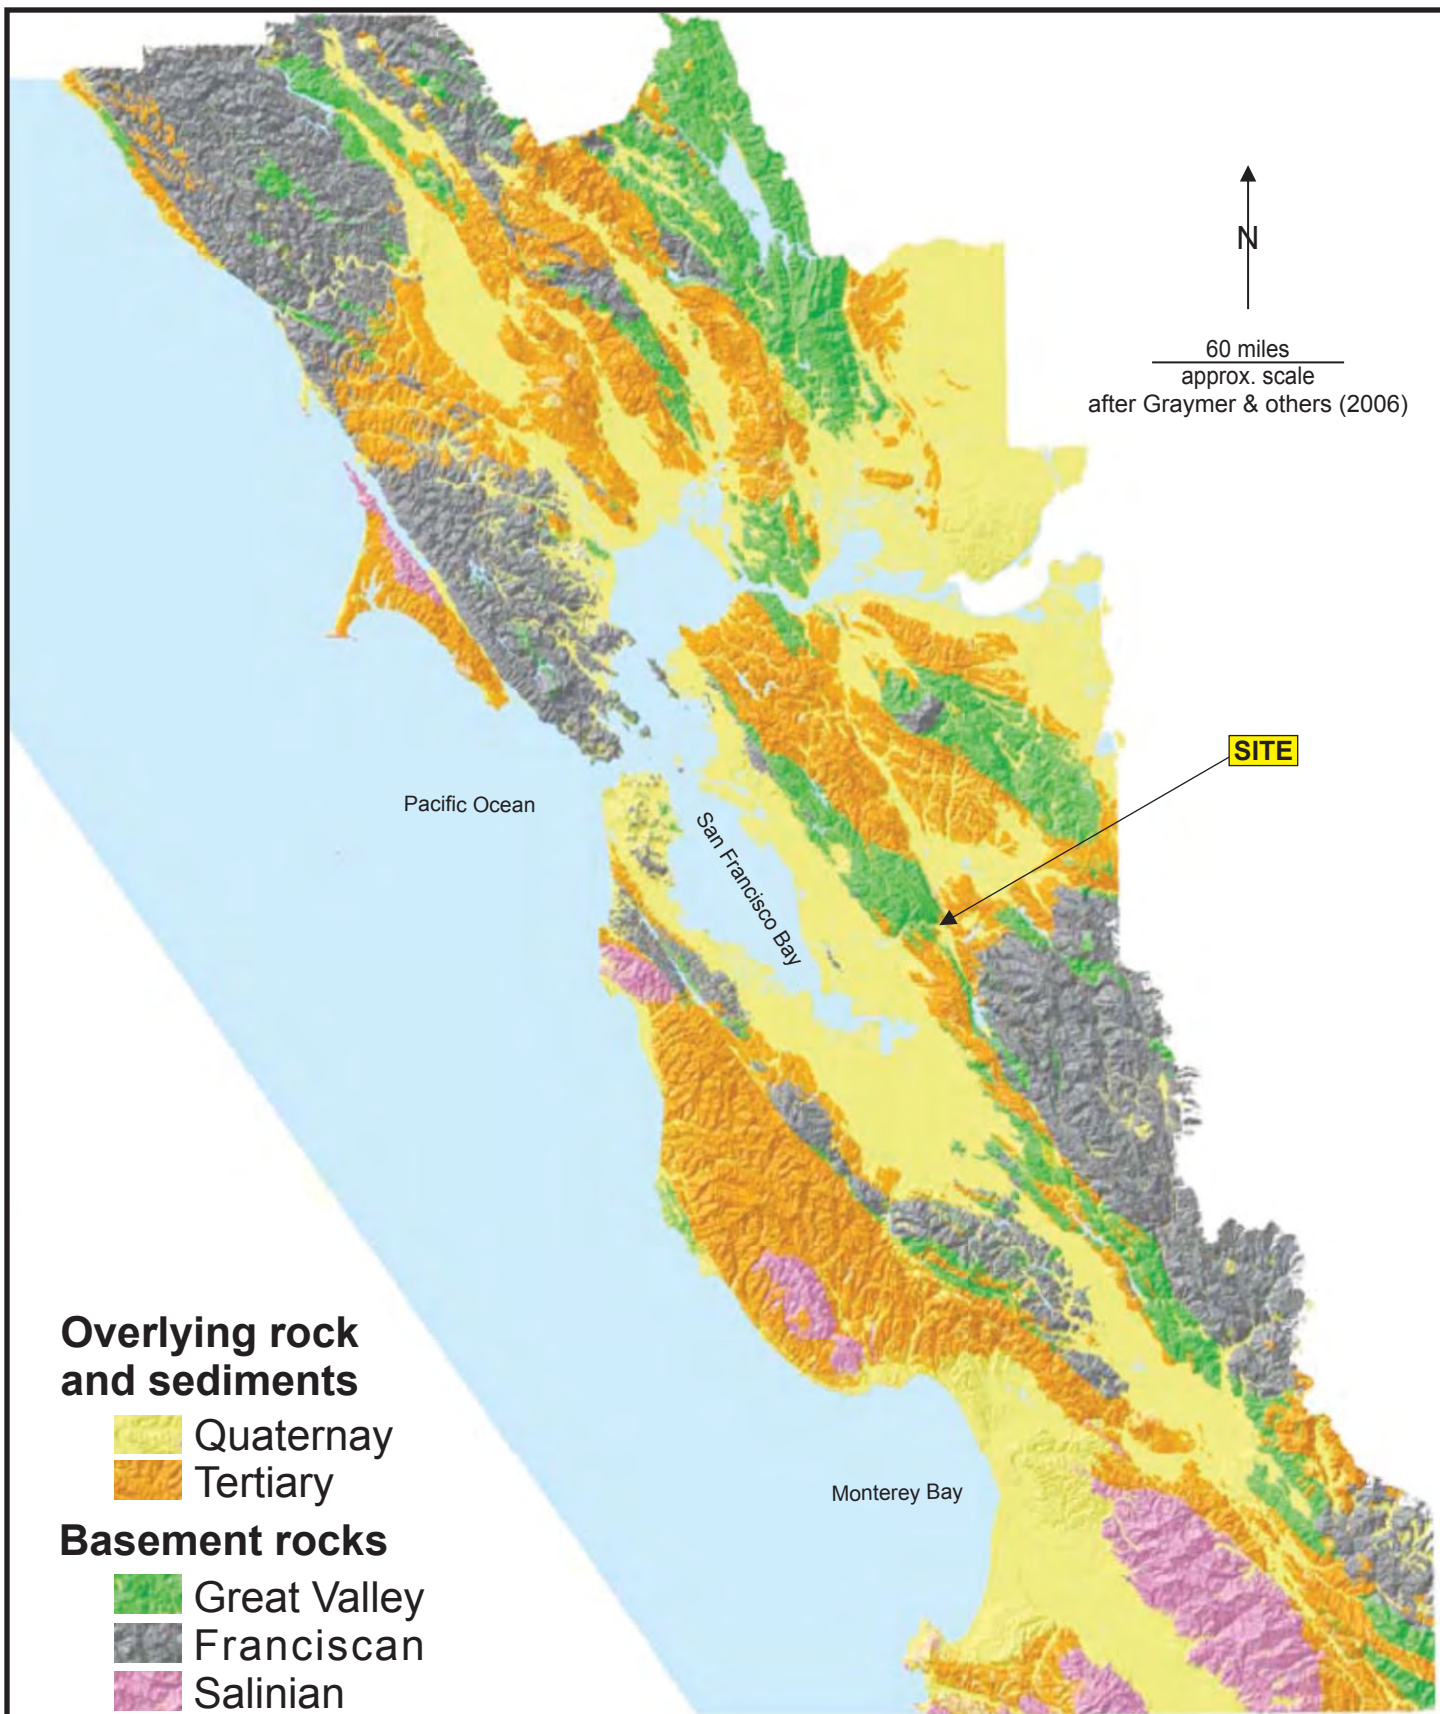 N
60 miles
approx. scale
after Graymer & others (2006)
SITE
Pacific Ocean
San Francisco Bay
Monterey Bay
Overlying rock
and sediments
Quaternay
Tertiary
Basement rocks
Great Valley
Franciscan
Salinian